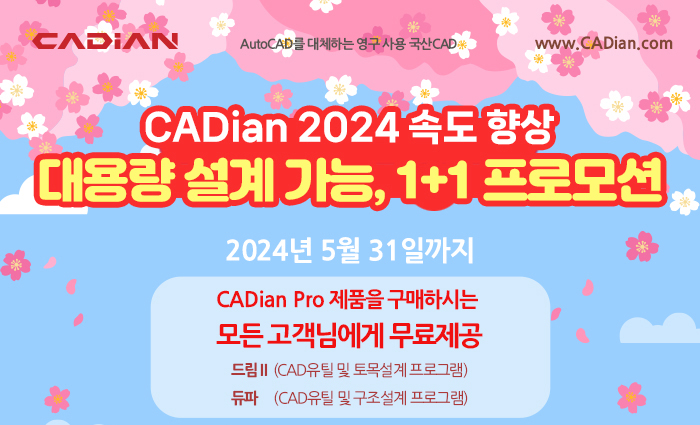 CADiAN
AutoCAD를 대체하는 영구 사용 국산CAD
www.CADian.com
CADian 2024 속도 향상
대용량 설계 가능, 1+1 프로모션
2024년 5월 31일까지
CADian Pro 제품을 구매하시는
모든 고객님에게 무료제공
드림 II (CAD유틸 및 토목설계 프로그램)
듀파 (CAD유틸 및 구조설계 프로그램)